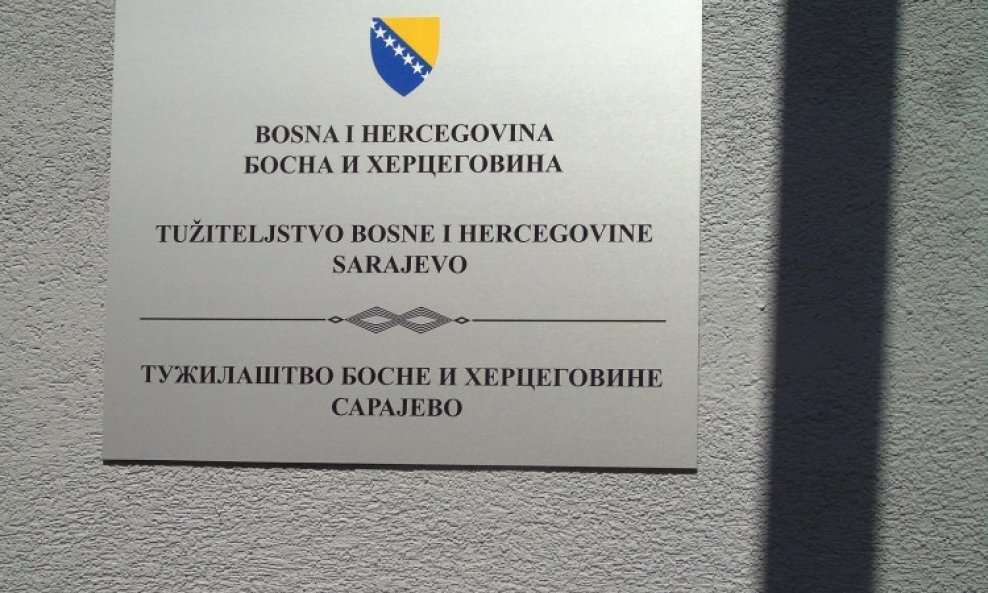 BOSNA I HERCEGOVINA
БОСНА И ХЕРЦЕГОВИНА
TUŽITELJSTVO BOSNE I HERCEGOVINE
SARAJEVO
ТУЖИЛАШТВО БОСНЕ И ХЕРЦЕГОВИНЕ
САРАЈЕВО